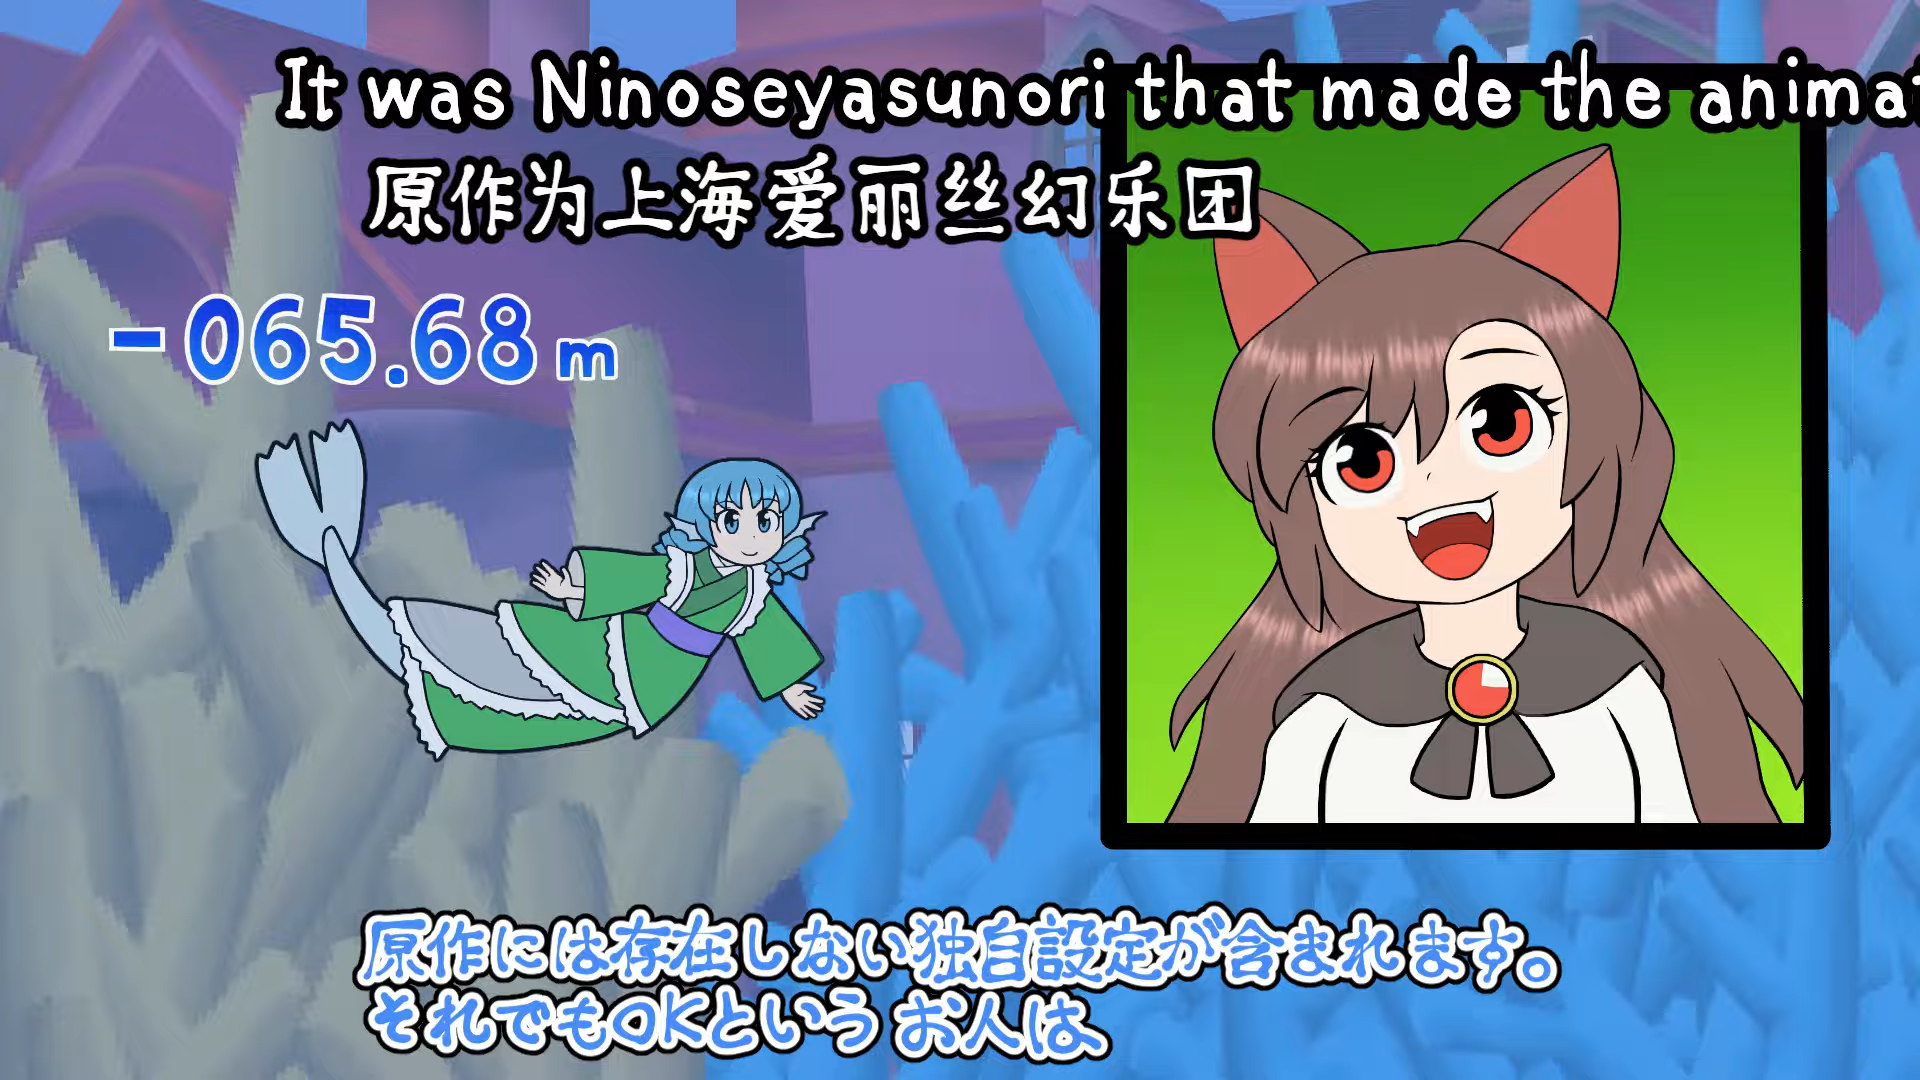 It was Ninoseyasunori that made the animat
原作为上海爱丽丝幻乐团
-065.68m
原作には存在しない独自設定が含まれます。
それでもOKという お人は